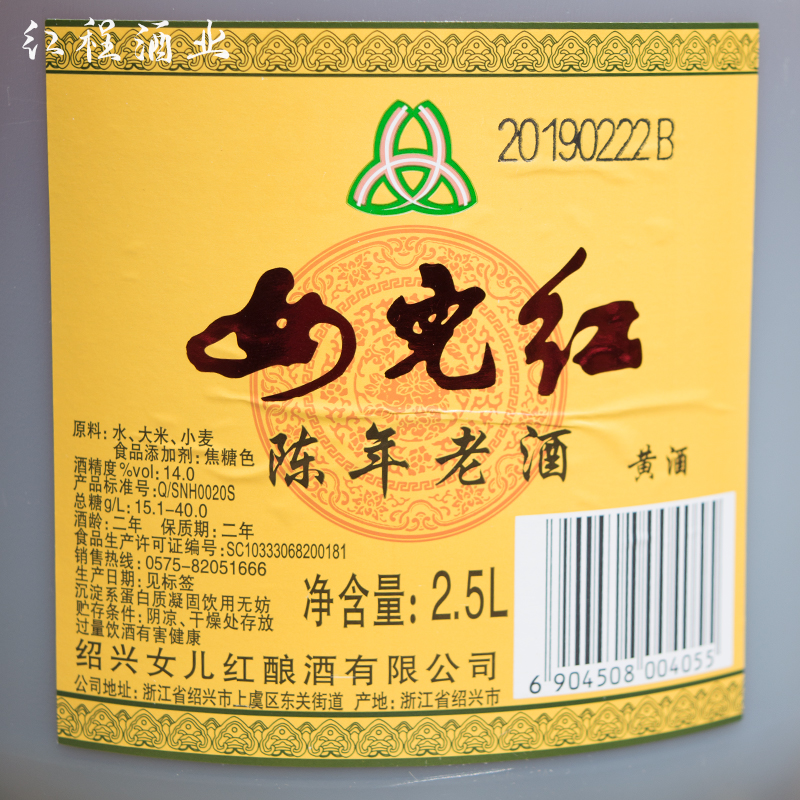 红程酒业
20190222B
女儿红
陈年老酒 黄酒
原料: 水、大米、小麦
食品添加剂: 焦糖色
酒精度%vol: 14.0
产品标准号: Q/SNH0020S
总糖g/L: 15.1-40.0
酒龄: 二年 保质期: 二年
食品生产许可证编号: SC10333068200181
销售热线: 0575-82051666
生产日期: 见标签
沉淀系蛋白质凝固饮用无妨
贮存条件: 阴凉、干燥处存放
过量饮酒有害健康
净含量: 2.5L
绍兴女儿红酿酒有限公司
公司地址: 浙江省绍兴市上虞区东关街道 产地: 浙江省绍兴市
6 904508 004055